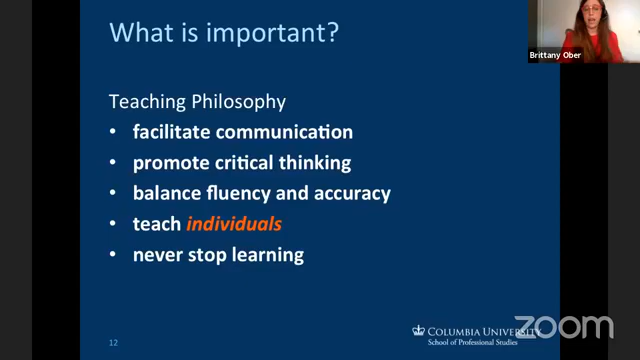 What is important?
Brittany Ober
Teaching Philosophy
• facilitate communication
• promote critical thinking
• balance fluency and accuracy
• teach individuals
• never stop learning
12
COLUMBIA UNIVERSITY
School of Professional Studies
zoom